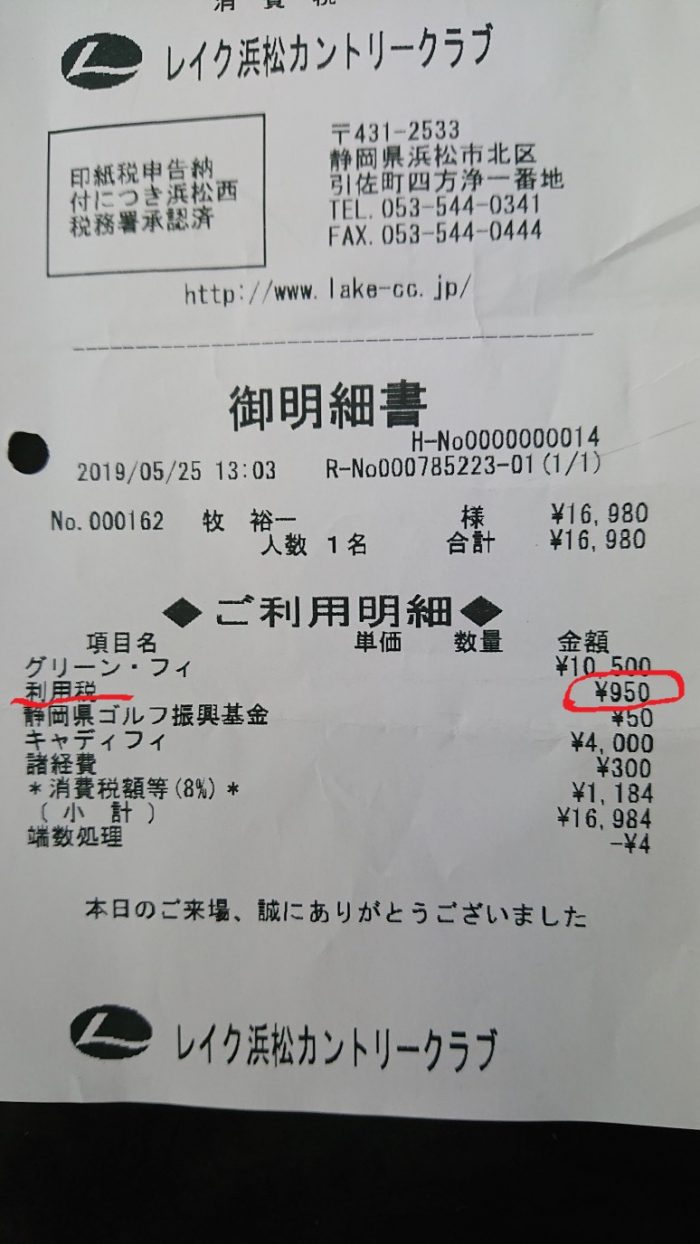 消費税
レイク浜松カントリークラブ
印紙税申告納
付につき浜松西
税務署承認済
〒431-2533
静岡県浜松市北区
引佐町四方浄一番地
TEL.053-544-0341
FAX.053-544-0444
http://www.lake-cc.jp/
御明細書
H-No0000000014
2019/05/25 13:03 R-No000785223-01(1/1)
No.000162 牧 裕一 様 ¥16,980
人数 1名 合計 ¥16,980
◆ご利用明細◆
項目名 単価 数量 金額
グリーン・フィ ¥10,500
利用税 ¥950
静岡県ゴルフ振興基金 ¥50
キャディフィ ¥4,000
諸経費 ¥300
*消費税額等(8%)* ¥1,184
(小計) ¥16,984
端数処理 -¥4
本日のご来場、誠にありがとうございました
レイク浜松カントリークラブ